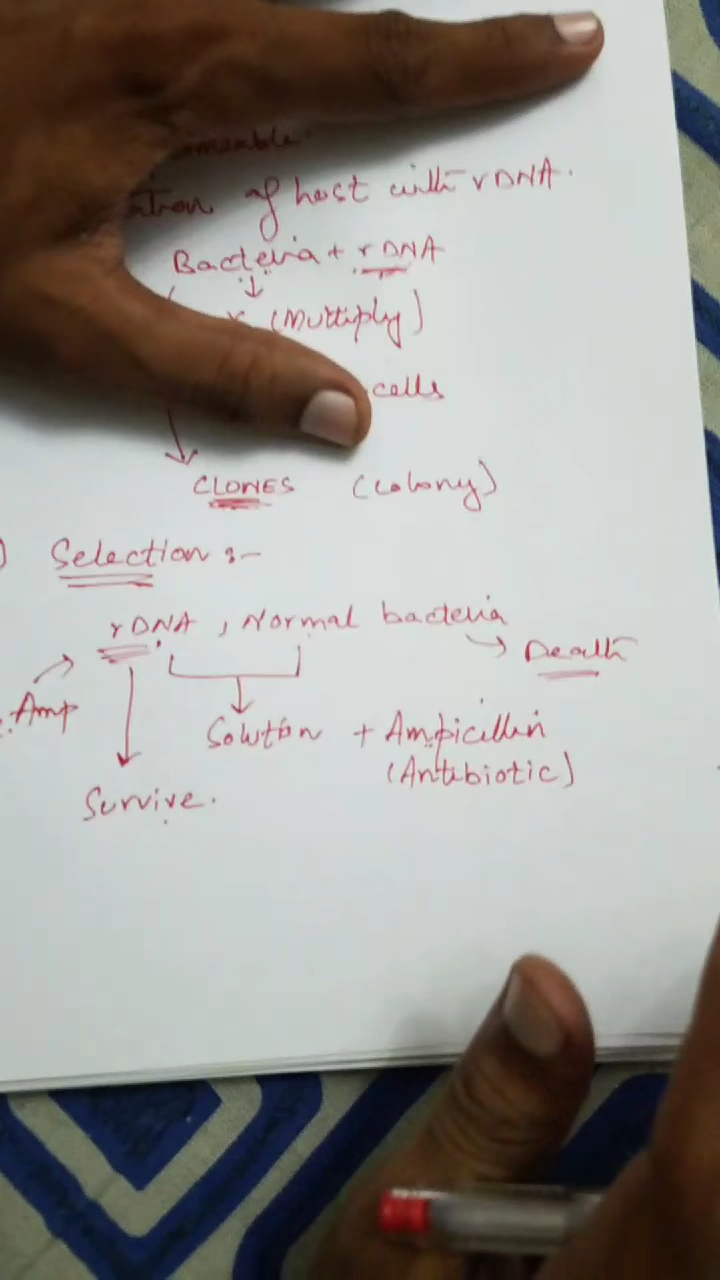 of host with rDNA.
Bacteria + rDNA
(Multiply)
cells
CLONES (Colony)
Selection :-
rDNA , Normal bacteria
Death
Amp
Solution + Ampicillin
(Antibiotic)
Survive.